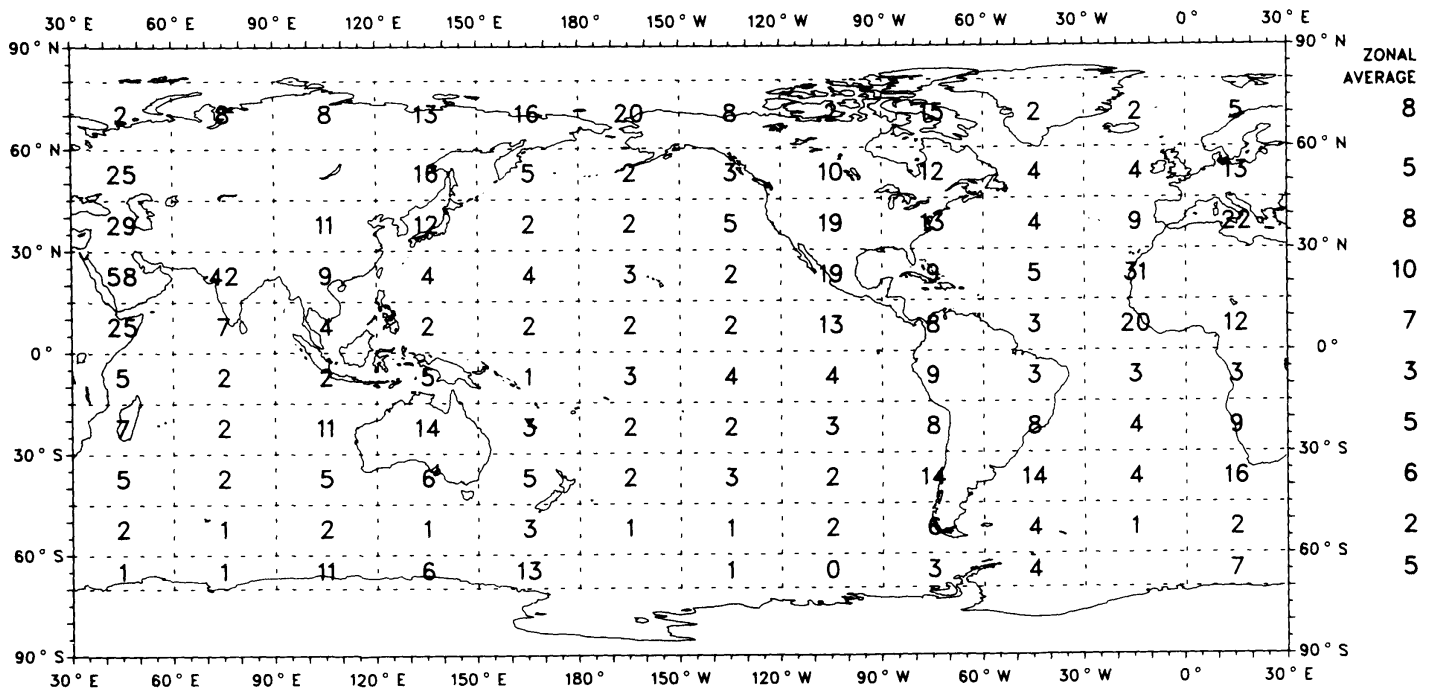 30° E 60° E 90° E 120° E 150° E 180° 150° W 120° W 90° W 60° W 30° W 0° 30° E
90° N 90° N
ZONAL
AVERAGE
2 8 8 13 16 20 8 2 15 2 2 5 8
60° N 60° N
25 18 5 2 3 10 12 4 4 13 5
29 11 12 2 2 5 19 13 4 9 22 8
30° N 30° N
58 42 9 4 4 3 2 19 9 5 31 10
25 7 4 2 2 2 2 13 8 3 20 12 7
0° 0°
5 2 2 5 1 3 4 4 9 3 3 3 3
7 2 11 14 3 2 2 3 8 8 4 9 5
30° S 30° S
5 2 5 6 5 2 3 2 14 14 4 16 6
2 1 2 1 3 1 1 2 6 4 1 2 2
60° S 60° S
1 1 11 6 13 1 0 3 4 7 5
90° S 90° S
30° E 60° E 90° E 120° E 150° E 180° 150° W 120° W 90° W 60° W 30° W 0° 30° E